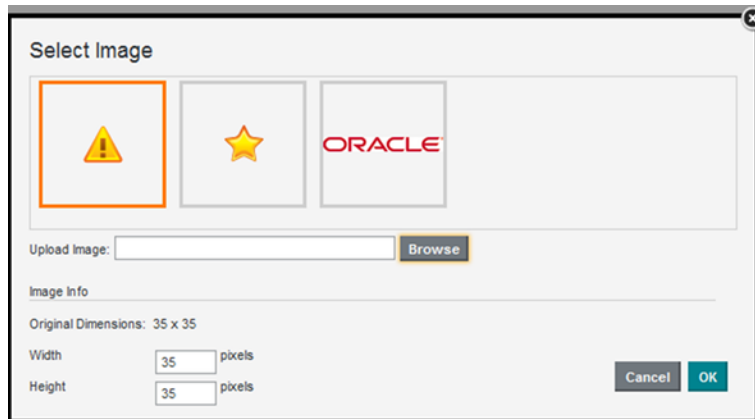 Select Image
ORACLE
Upload Image: Browse
Image Info
Original Dimensions: 35 x 35
Width 35 pixels
Height 35 pixels
Cancel OK